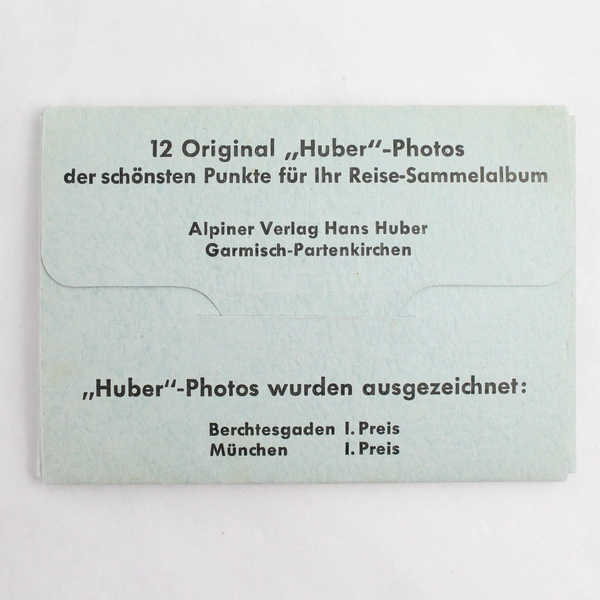 12 Original „Huber“-Photos
der schönsten Punkte für Ihr Reise-Sammelalbum
Alpiner Verlag Hans Huber
Garmisch-Partenkirchen
„Huber“-Photos wurden ausgezeichnet:
Berchtesgaden I. Preis
München I. Preis